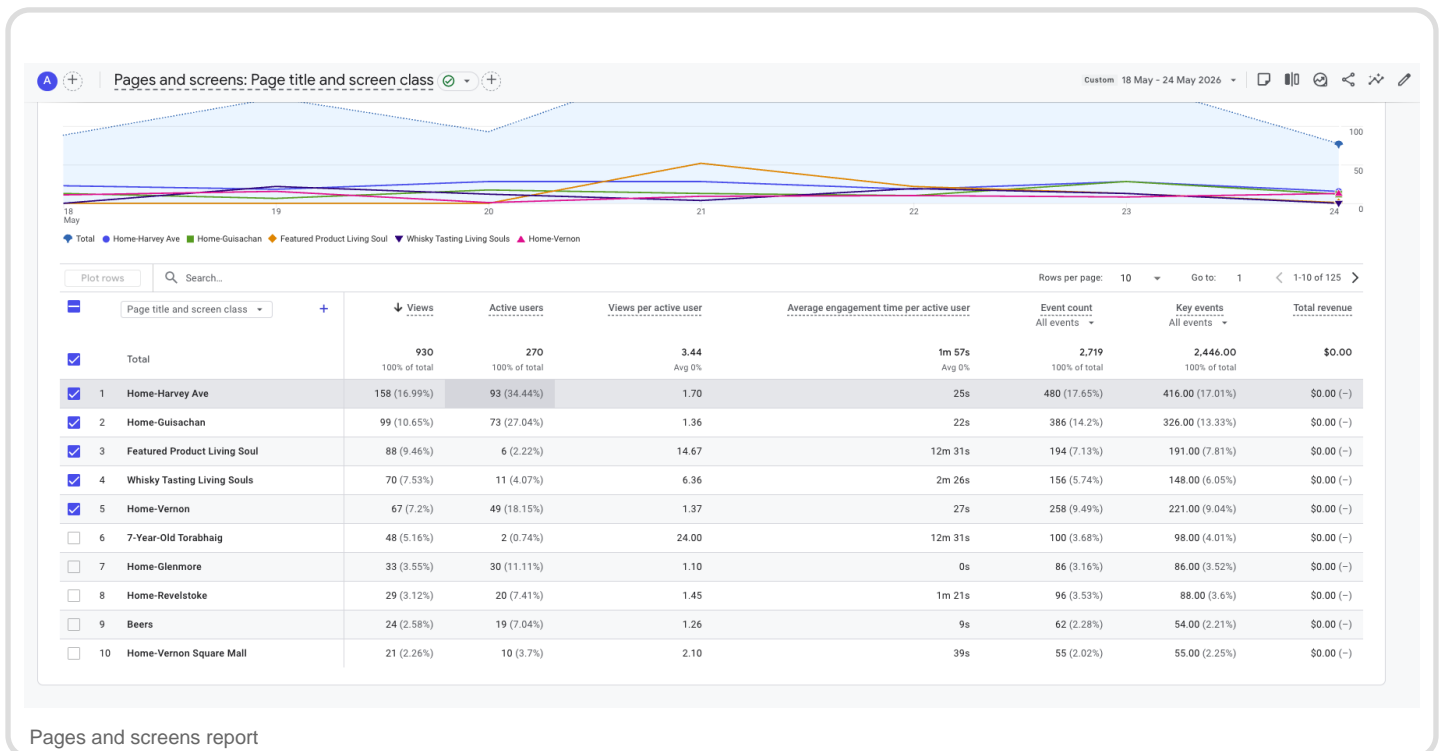 A
Pages and screens: Page title and screen class
Custom 18 May - 24 May 2026
100
50
0
18 19 20 21 22 23 24
May
Total Home-Harvey Ave Home-Guisachan Featured Product Living Soul Whisky Tasting Living Souls Home-Vernon
Plot rows Search... Rows per page: 10 Go to: 1 1-10 of 125
Page title and screen class + Views Active users Views per active user Average engagement time per active user Event count Key events Total revenue
All events All events
Total 930 270 3.44 1m 57s 2,719 2,446.00 $0.00
100% of total 100% of total Avg 0% Avg 0% 100% of total 100% of total
1 Home-Harvey Ave 158 (16.99%) 93 (34.44%) 1.70 25s 480 (17.65%) 416.00 (17.01%) $0.00 (–)
2 Home-Guisachan 99 (10.65%) 73 (27.04%) 1.36 22s 386 (14.2%) 326.00 (13.33%) $0.00 (–)
3 Featured Product Living Soul 88 (9.46%) 6 (2.22%) 14.67 12m 31s 194 (7.13%) 191.00 (7.81%) $0.00 (–)
4 Whisky Tasting Living Souls 70 (7.53%) 11 (4.07%) 6.36 2m 26s 156 (5.74%) 148.00 (6.05%) $0.00 (–)
5 Home-Vernon 67 (7.2%) 49 (18.15%) 1.37 27s 258 (9.49%) 221.00 (9.04%) $0.00 (–)
6 7-Year-Old Torabhaig 48 (5.16%) 2 (0.74%) 24.00 12m 31s 100 (3.68%) 98.00 (4.01%) $0.00 (–)
7 Home-Glenmore 33 (3.55%) 30 (11.11%) 1.10 0s 86 (3.16%) 86.00 (3.52%) $0.00 (–)
8 Home-Revelstoke 29 (3.12%) 20 (7.41%) 1.45 1m 21s 96 (3.53%) 88.00 (3.6%) $0.00 (–)
9 Beers 24 (2.58%) 19 (7.04%) 1.26 9s 62 (2.28%) 54.00 (2.21%) $0.00 (–)
10 Home-Vernon Square Mall 21 (2.26%) 10 (3.7%) 2.10 39s 55 (2.02%) 55.00 (2.25%) $0.00 (–)
Pages and screens report